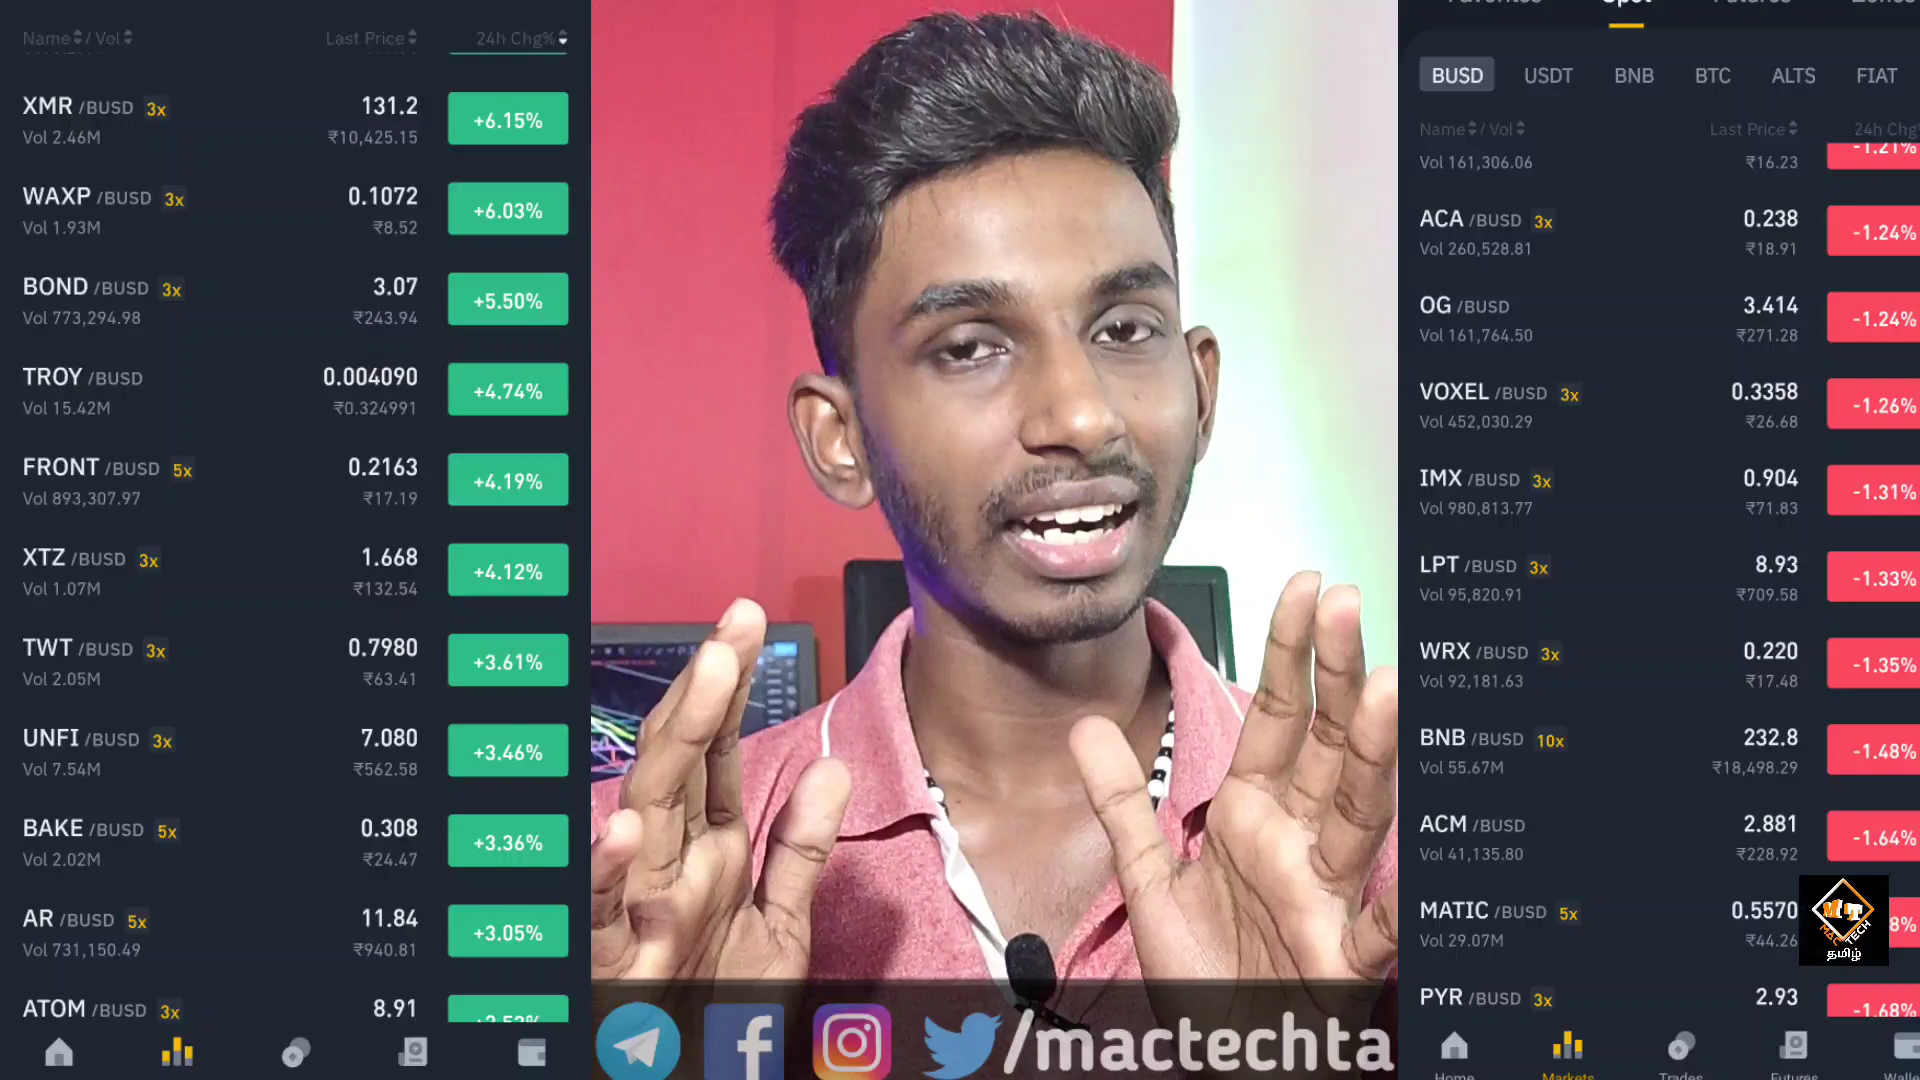 Name / Vol
Last Price
24h Chg%
XMR /BUSD 3x
131.2
+6.15%
Vol 2.46M
₹10,425.15
WAXP /BUSD 3x
0.1072
+6.03%
Vol 1.93M
₹8.52
BOND /BUSD 3x
3.07
+5.50%
Vol 773,294.98
₹243.94
TROY /BUSD
0.004090
+4.74%
Vol 15.42M
₹0.324991
FRONT /BUSD 5x
0.2163
+4.19%
Vol 893,307.97
₹17.19
XTZ /BUSD 3x
1.668
+4.12%
Vol 1.07M
₹132.54
TWT /BUSD 3x
0.7980
+3.61%
Vol 2.05M
₹63.41
UNFI /BUSD 3x
7.080
+3.46%
Vol 7.54M
₹562.58
BAKE /BUSD 5x
0.308
+3.36%
Vol 2.02M
₹24.47
AR /BUSD 5x
11.84
+3.05%
Vol 731,150.49
₹940.81
ATOM /BUSD 3x
8.91
/mactechta
Spot
BUSD USDT BNB BTC ALTS FIAT
Name / Vol
Last Price
24h Chg%
Vol 161,306.06
₹16.23
-1.21%
ACA /BUSD 3x
0.238
-1.24%
Vol 260,528.81
₹18.91
OG /BUSD
3.414
-1.24%
Vol 161,764.50
₹271.28
VOXEL /BUSD 3x
0.3358
-1.26%
Vol 452,030.29
₹26.68
IMX /BUSD 3x
0.904
-1.31%
Vol 980,813.77
₹71.83
LPT /BUSD 3x
8.93
-1.33%
Vol 95,820.91
₹709.58
WRX /BUSD 3x
0.220
-1.35%
Vol 92,181.63
₹17.48
BNB /BUSD 10x
232.8
-1.48%
Vol 55.67M
₹18,498.29
ACM /BUSD
2.881
-1.64%
Vol 41,135.80
₹228.92
MATIC /BUSD 5x
0.5570
8%
Vol 29.07M
₹44.26
MTT
MAC TECH
தமிழ்
PYR /BUSD 3x
2.93
-1.68%
Home
Markets
Trades
Futures